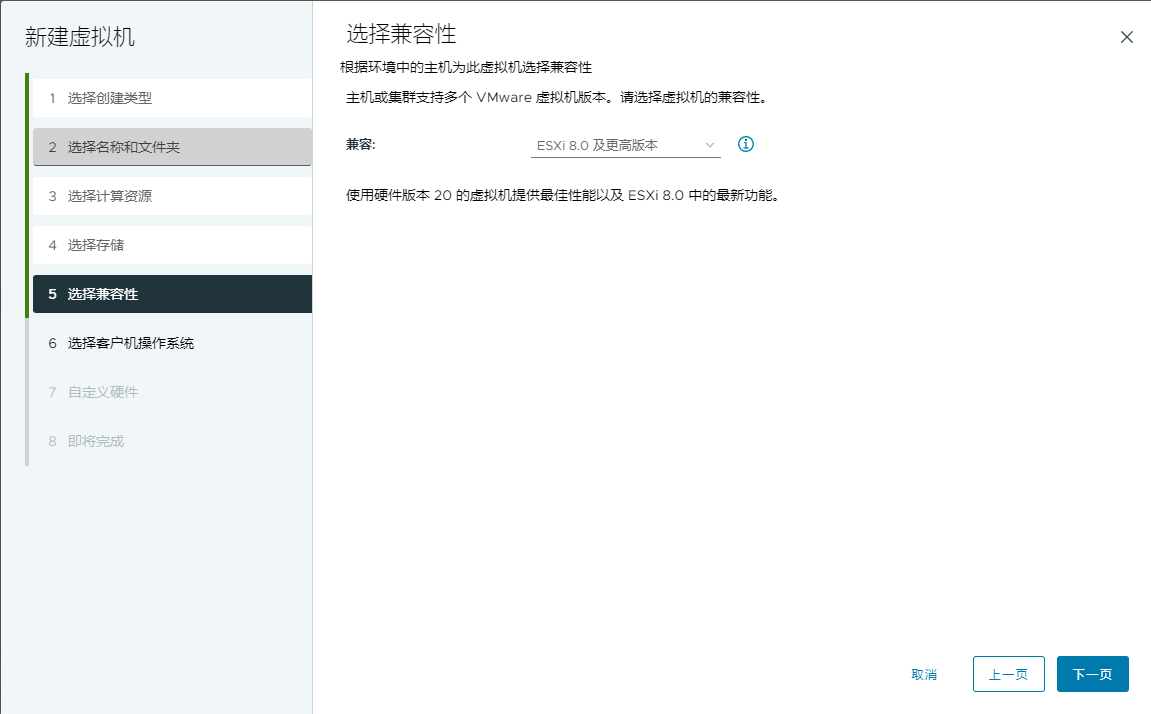 新建虚拟机
1 选择创建类型
2 选择名称和文件夹
3 选择计算资源
4 选择存储
5 选择兼容性
6 选择客户机操作系统
7 自定义硬件
8 即将完成
选择兼容性
根据环境中的主机为此虚拟机选择兼容性
主机或集群支持多个 VMware 虚拟机版本。请选择虚拟机的兼容性。
兼容: ESXi 8.0 及更高版本
使用硬件版本 20 的虚拟机提供最佳性能以及 ESXi 8.0 中的最新功能。
取消 上一页 下一页